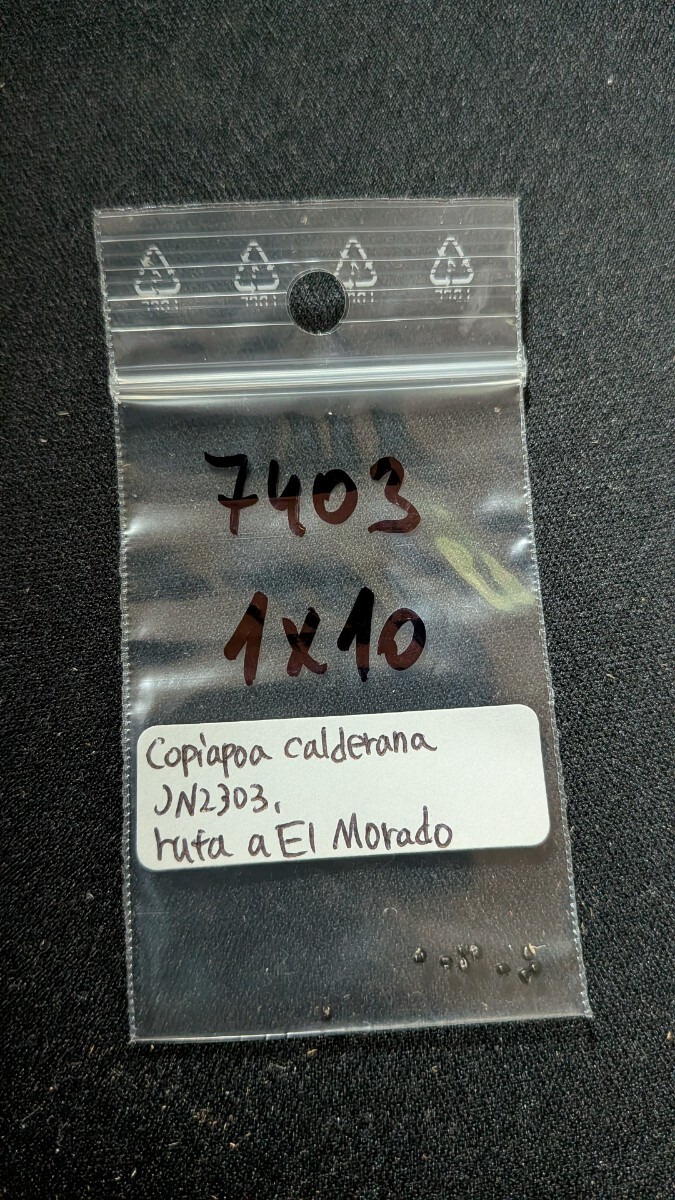 7403
1x10
Copiapoa calderana
JN2303,
ruta a El Morado